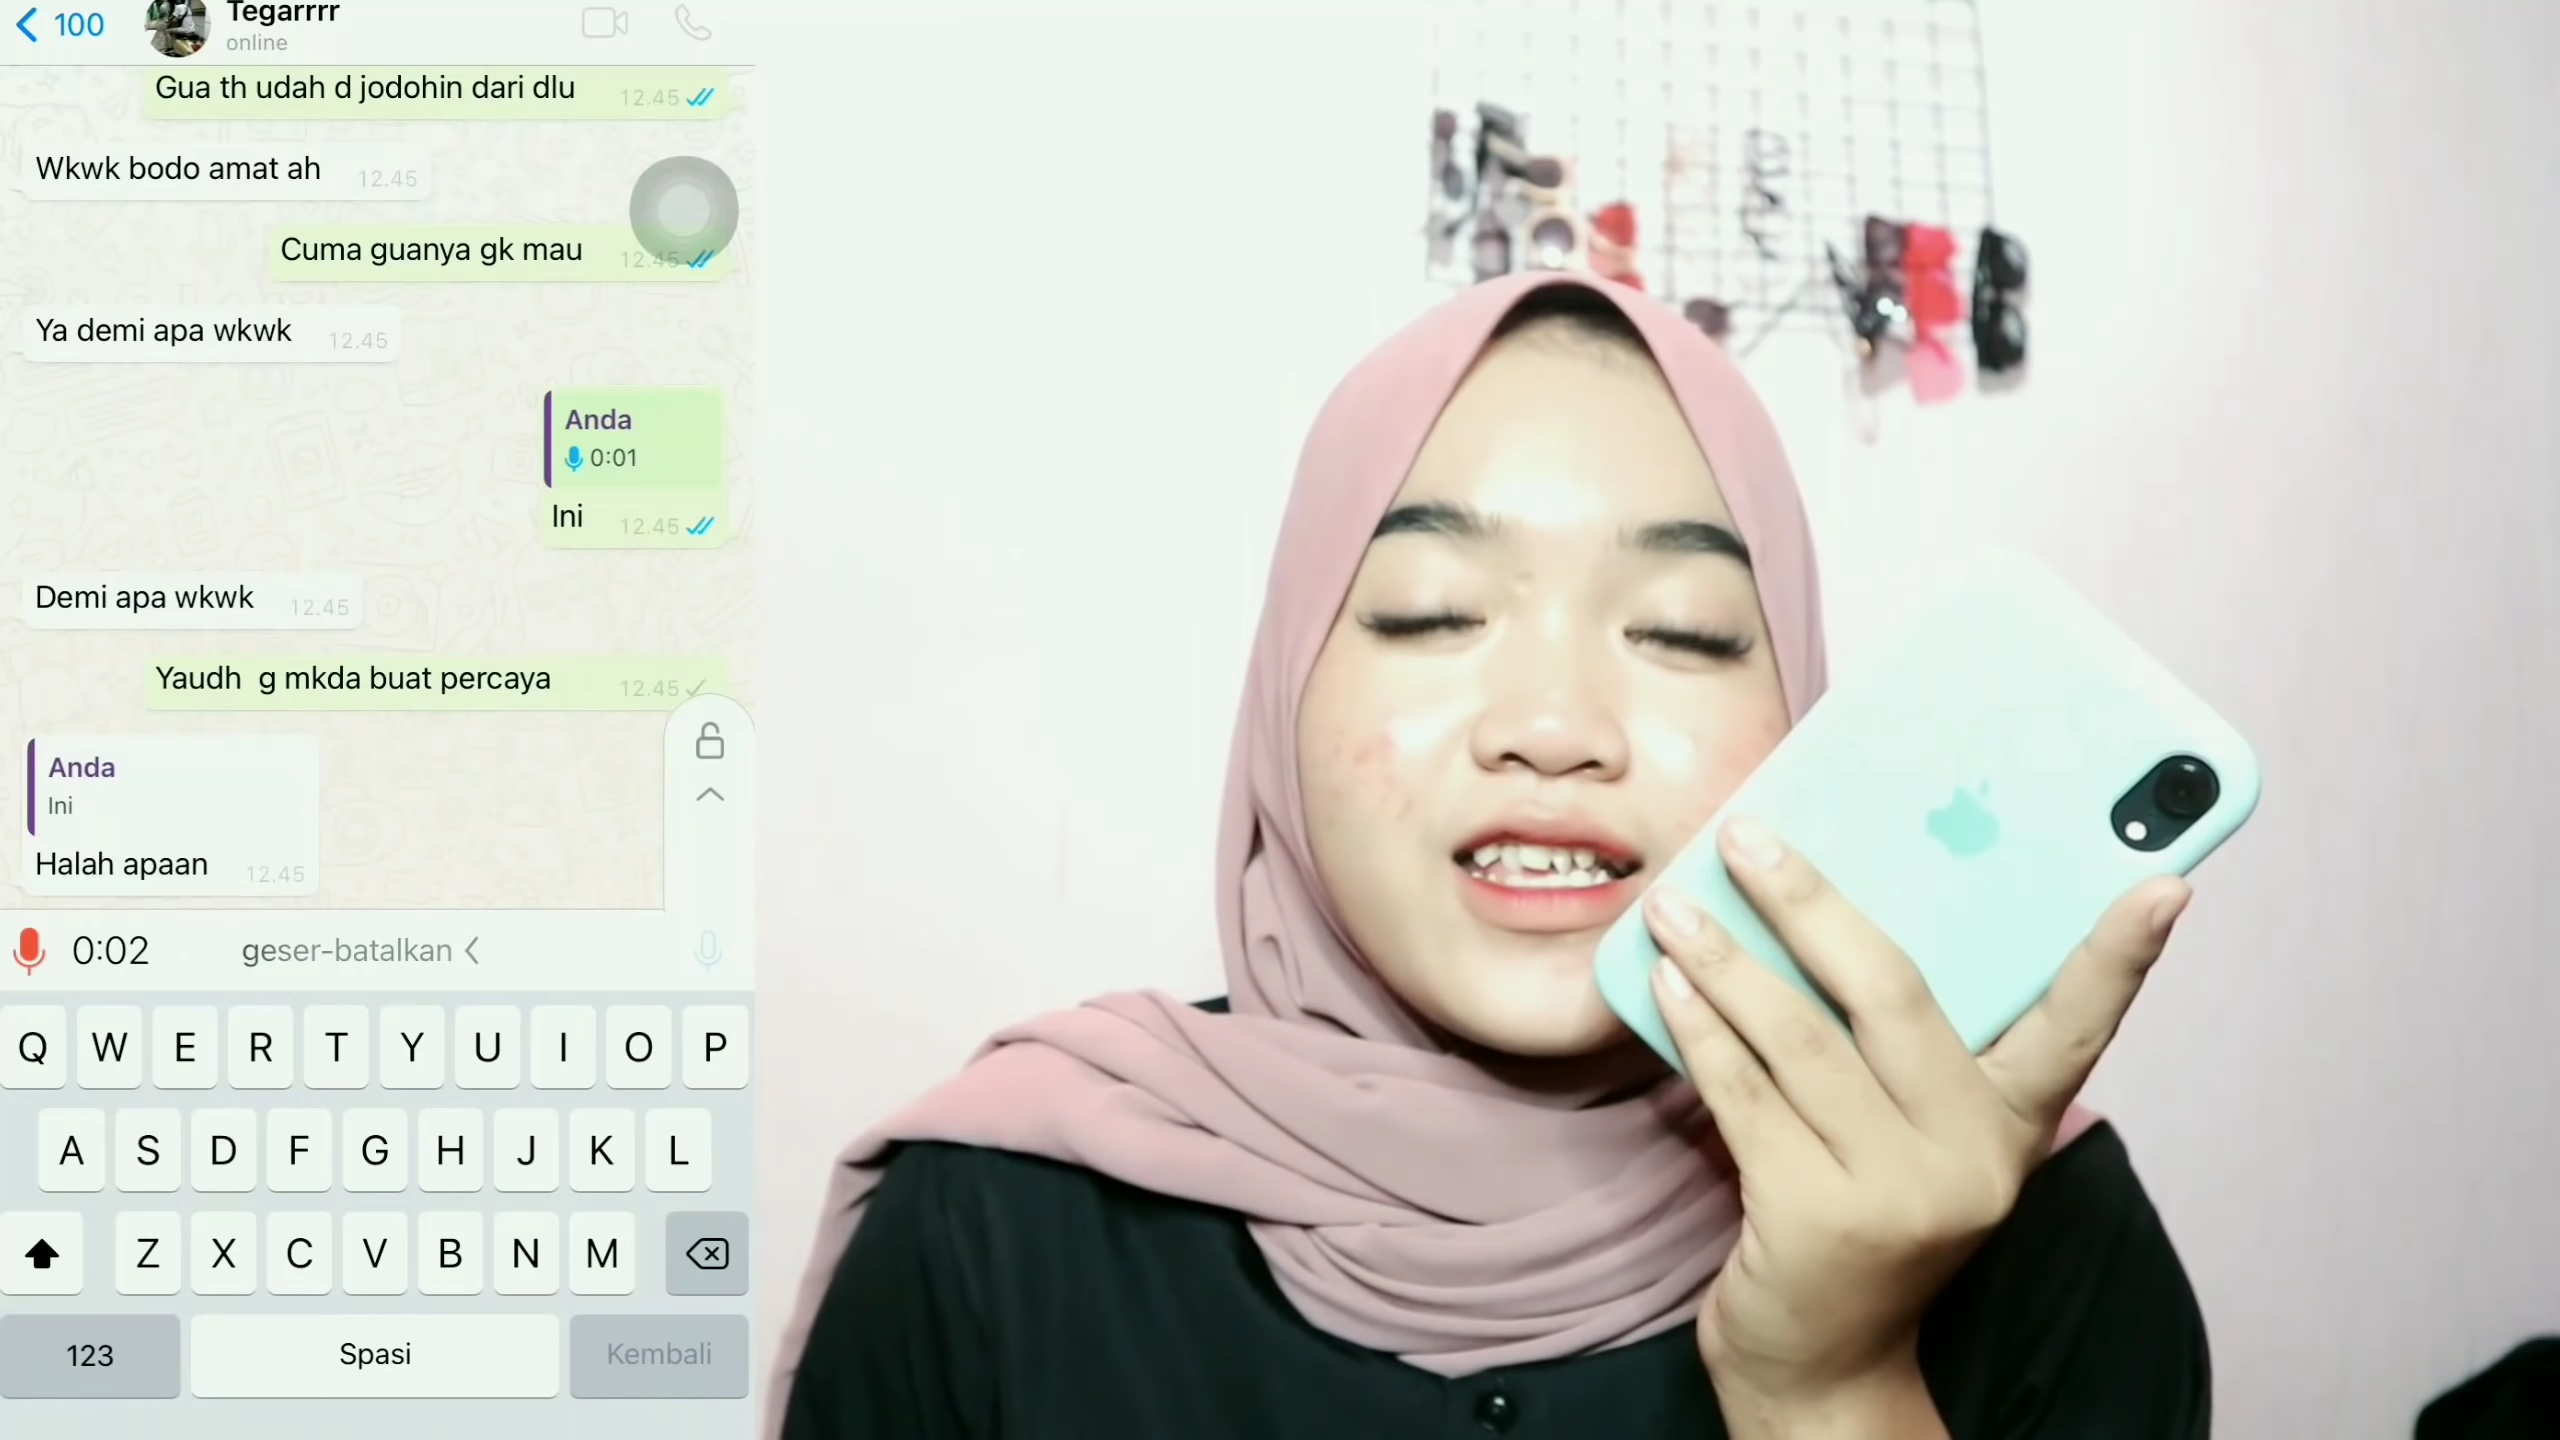 100
Tegarrrr
online
Gua th udah d jodohin dari dlu 12.45
Wkwk bodo amat ah 12.45
Cuma guanya gk mau 12.45
Ya demi apa wkwk 12.45
Anda
0:01
Ini 12.45
Demi apa wkwk 12.45
Yaudh g mkda buat percaya 12.45
Anda
Ini
Halah apaan 12.45
0:02 geser-batalkan
Q W E R T Y U I O P
A S D F G H J K L
Z X C V B N M
123 Spasi Kembali